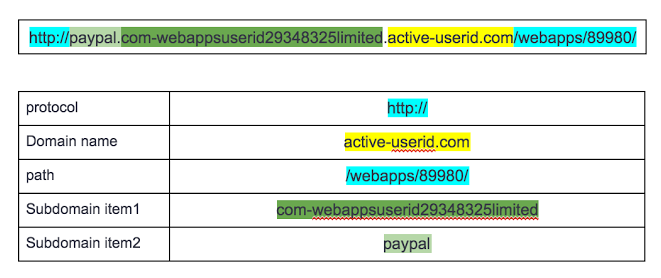 http://paypal.com-webappsuserid29348325limited.active-userid.com/webapps/89980/
protocol http://
Domain name active-userid.com
path /webapps/89980/
Subdomain item1 com-webappsuserid29348325limited
Subdomain item2 paypal